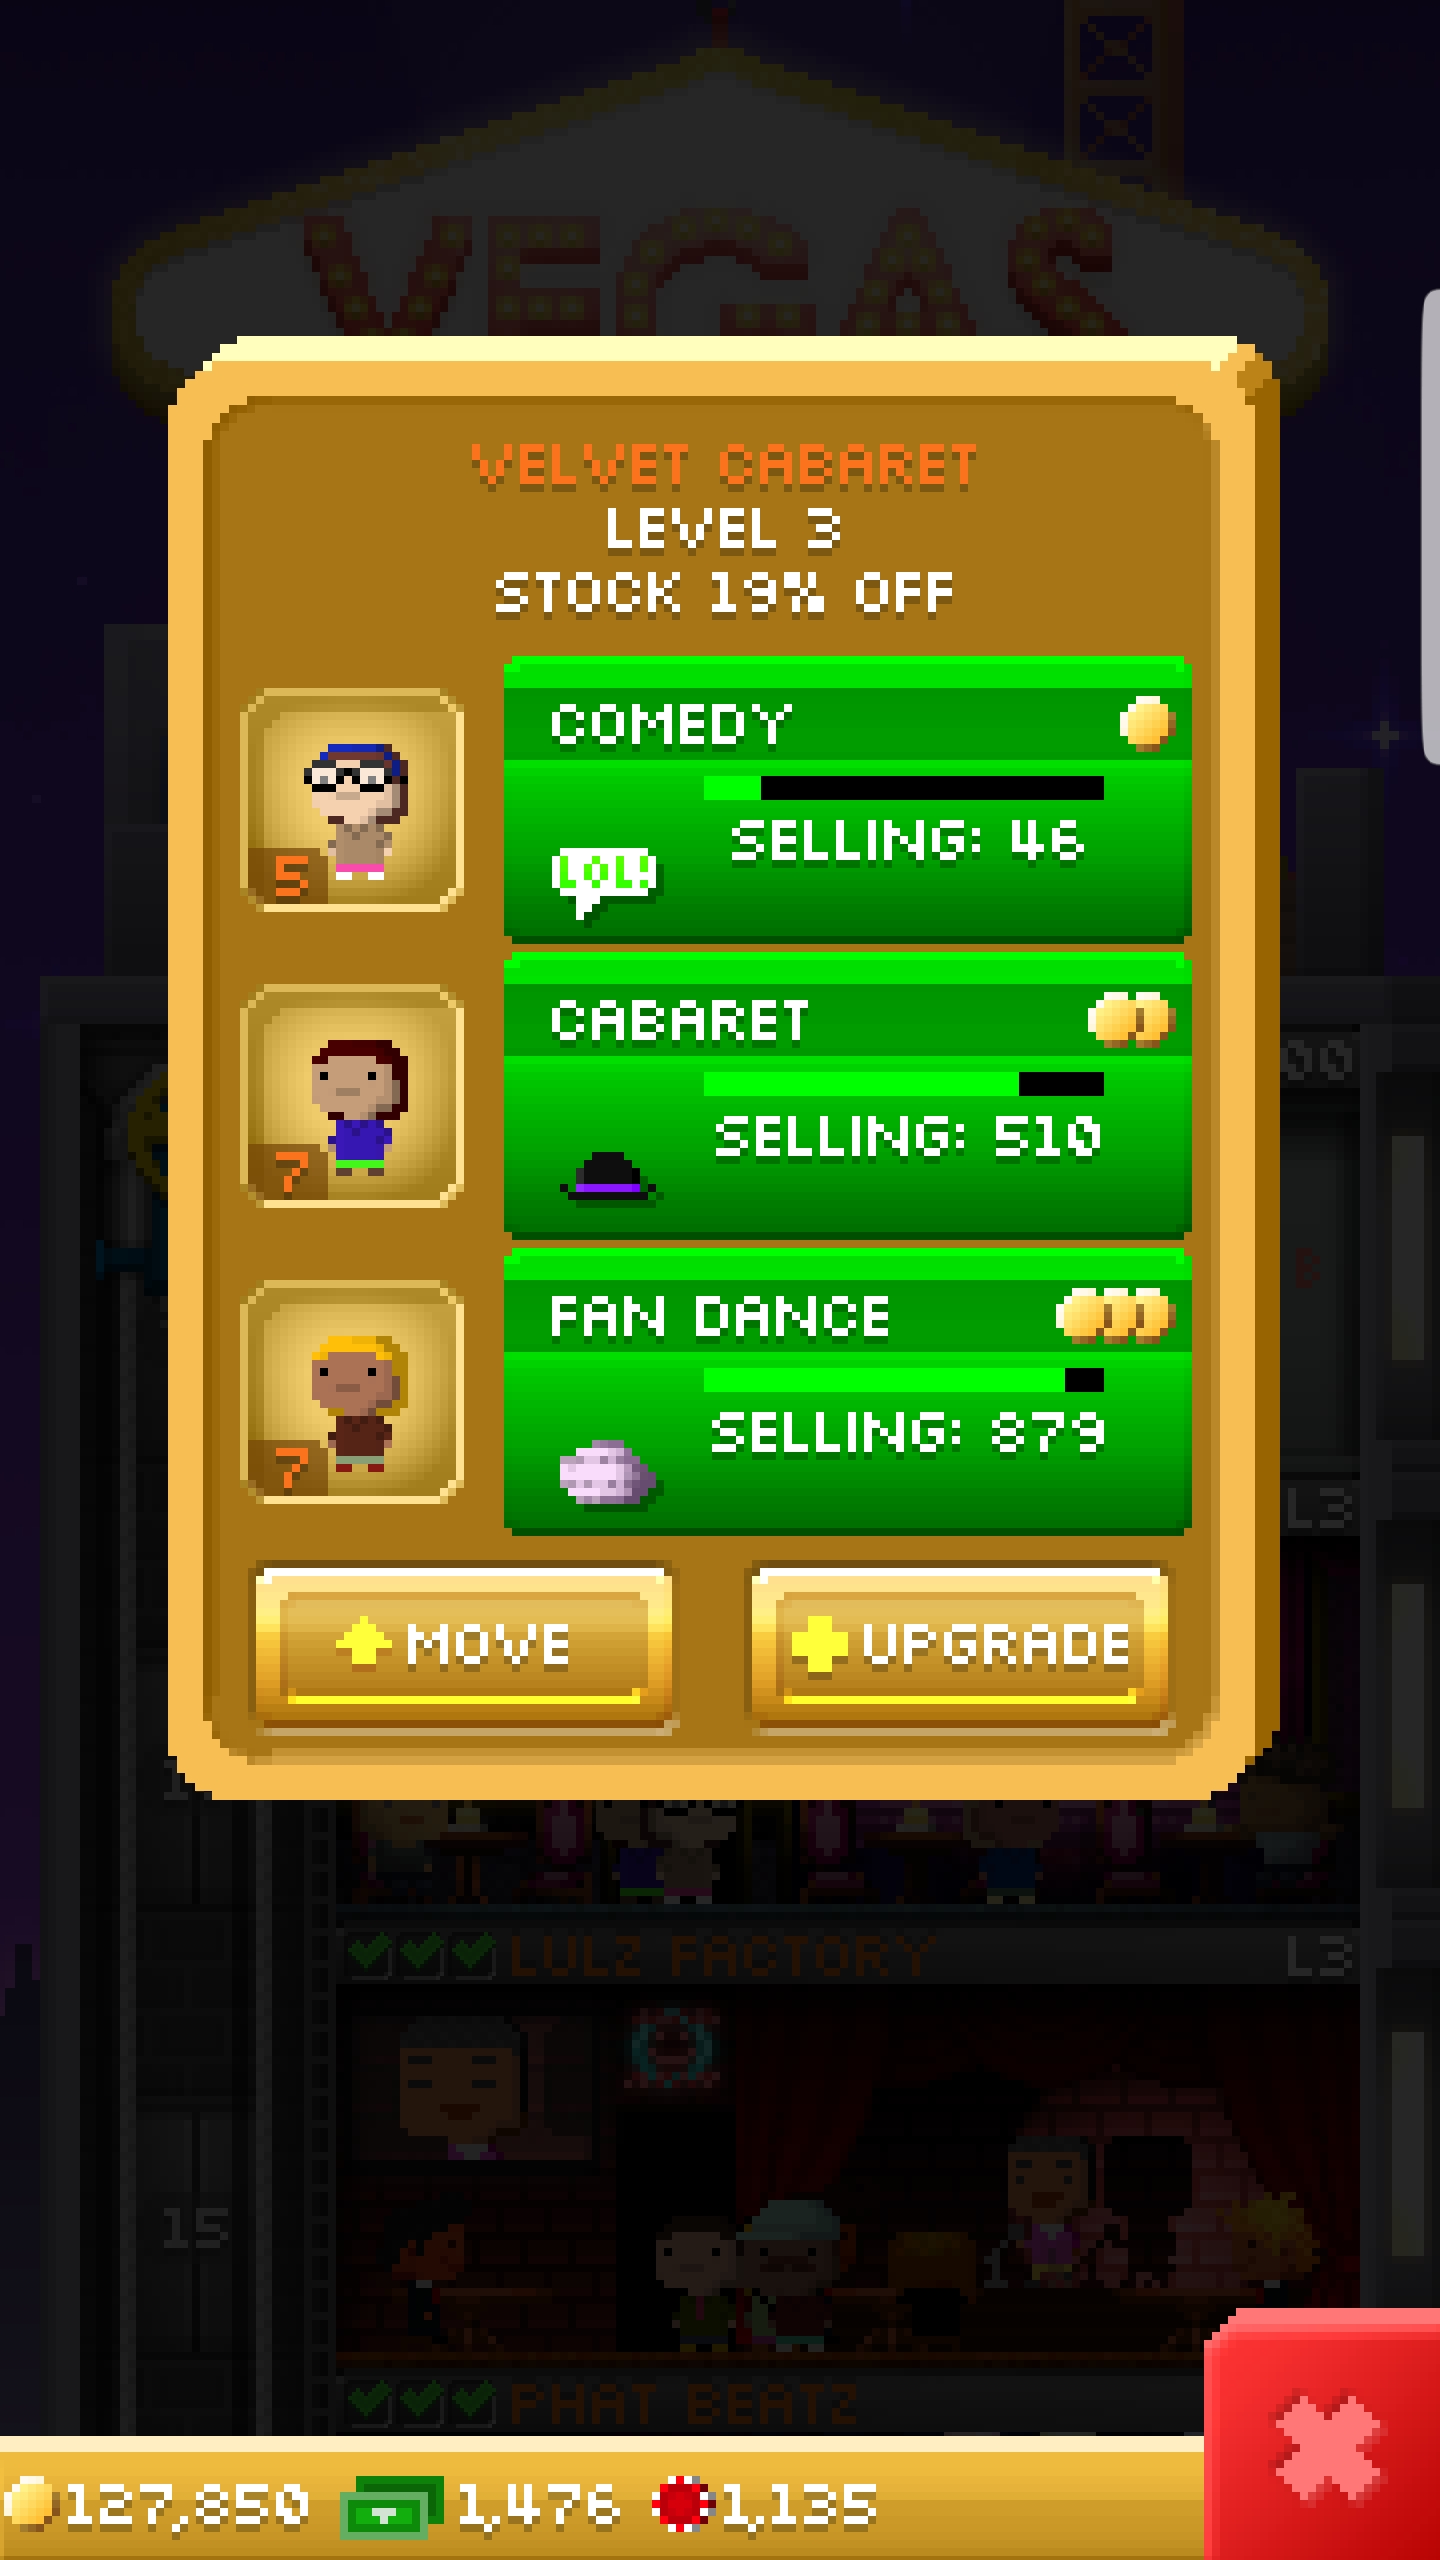 VEGAS
VELVET CABARET
LEVEL 3
STOCK 19% OFF
COMEDY
SELLING: 46
LOL!
5
CABARET
SELLING: 510
7
FAN DANCE
SELLING: 879
7
MOVE
UPGRADE
00
B
L3
LULZ FACTORY
L3
15
PHAT BEATZ
127,850
1,476
1,135